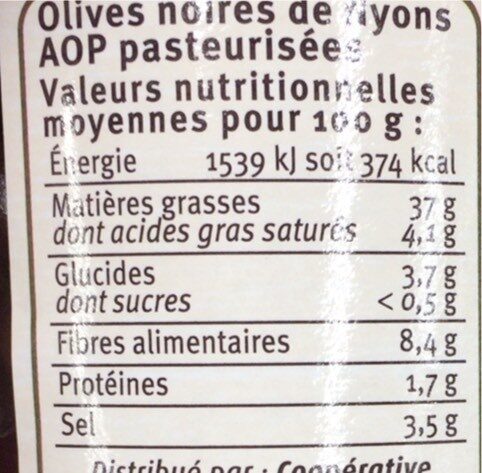 Olives noires de Nyons
AOP pasteurisées
Valeurs nutritionnelles
moyennes pour 100 g :
Énergie 1539 kJ soit 374 kcal
Matières grasses 37 g
dont acides gras saturés 4,1 g
Glucides 3,7 g
dont sucres < 0,5 g
Fibres alimentaires 8,4 g
Protéines 1,7 g
Sel 3,5 g
Distribué par : Coopérative